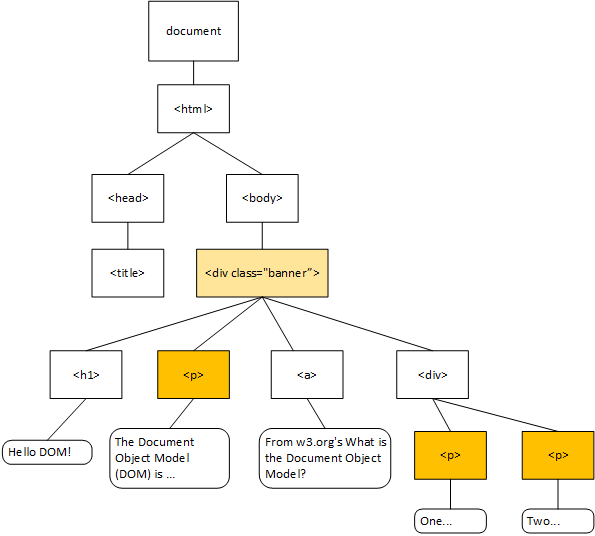 document
<html>
<head>
<body>
<title>
<div class="banner”>
<h1>
<p>
<a>
<div>
Hello DOM!
The Document
Object Model
(DOM) is ...
From w3.org's What is
the Document Object
Model?
<p>
<p>
One...
Two...